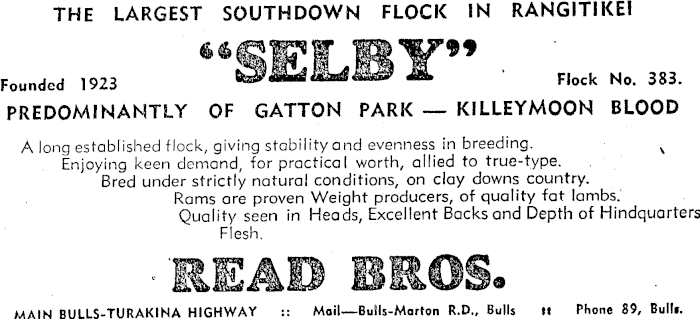 THE LARGEST SOUTHDOWN FLOCK IN RANGITIKEI
"SELBY"
Founded 1923
Flock No. 383.
PREDOMINANTLY OF GATTON PARK — KILLEYMOON BLOOD
A long established flock, giving stability and evenness in breeding.
Enjoying keen demand, for practical worth, allied to true-type.
Bred under strictly natural conditions, on clay downs country.
Rams are proven Weight producers, of quality fat lambs.
Quality seen in Heads, Excellent Backs and Depth of Hindquarters
Flesh.
READ BROS.
MAIN BULLS-TURAKINA HIGHWAY :: Mail—Bulls-Marton R.D., Bulls :: Phone 89, Bulls.